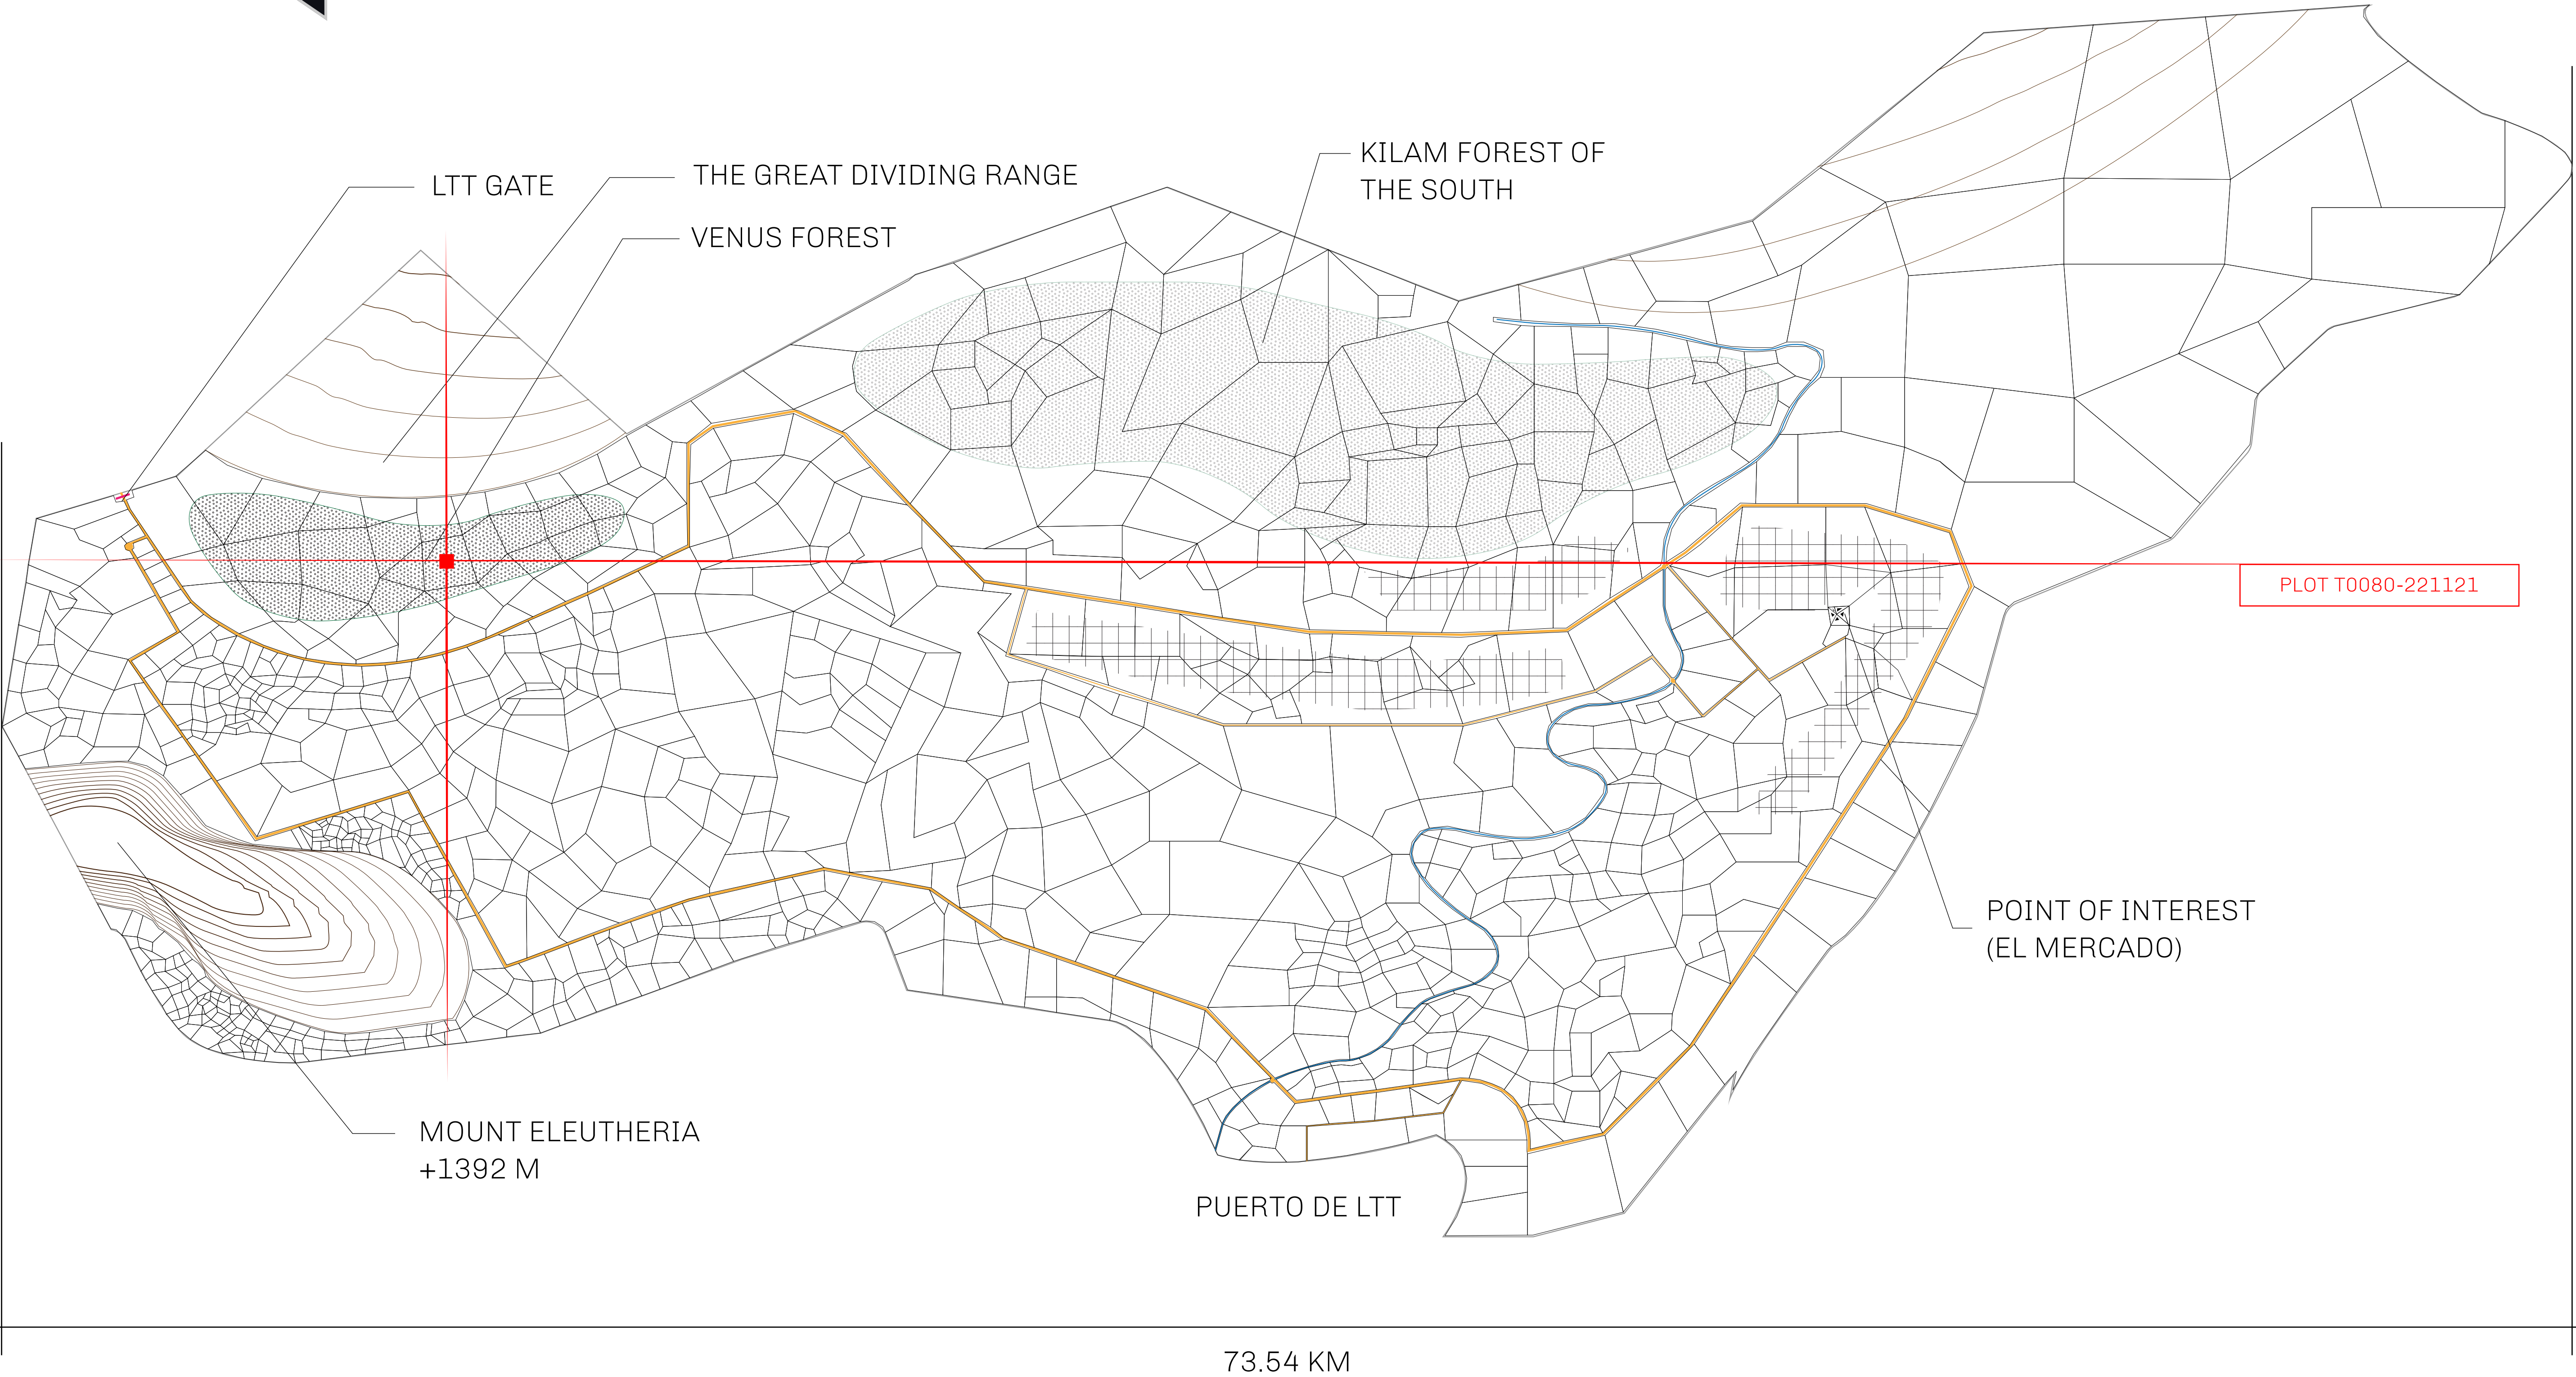 KILAM FOREST OF
THE SOUTH
THE GREAT DIVIDING RANGE
LTT GATE
VENUS FOREST
PLOT T0080-221121
POINT OF INTEREST
(EL MERCADO)
MOUNT ELEUTHERIA
+1392 M
PUERTO DE LTT
73.54 KM